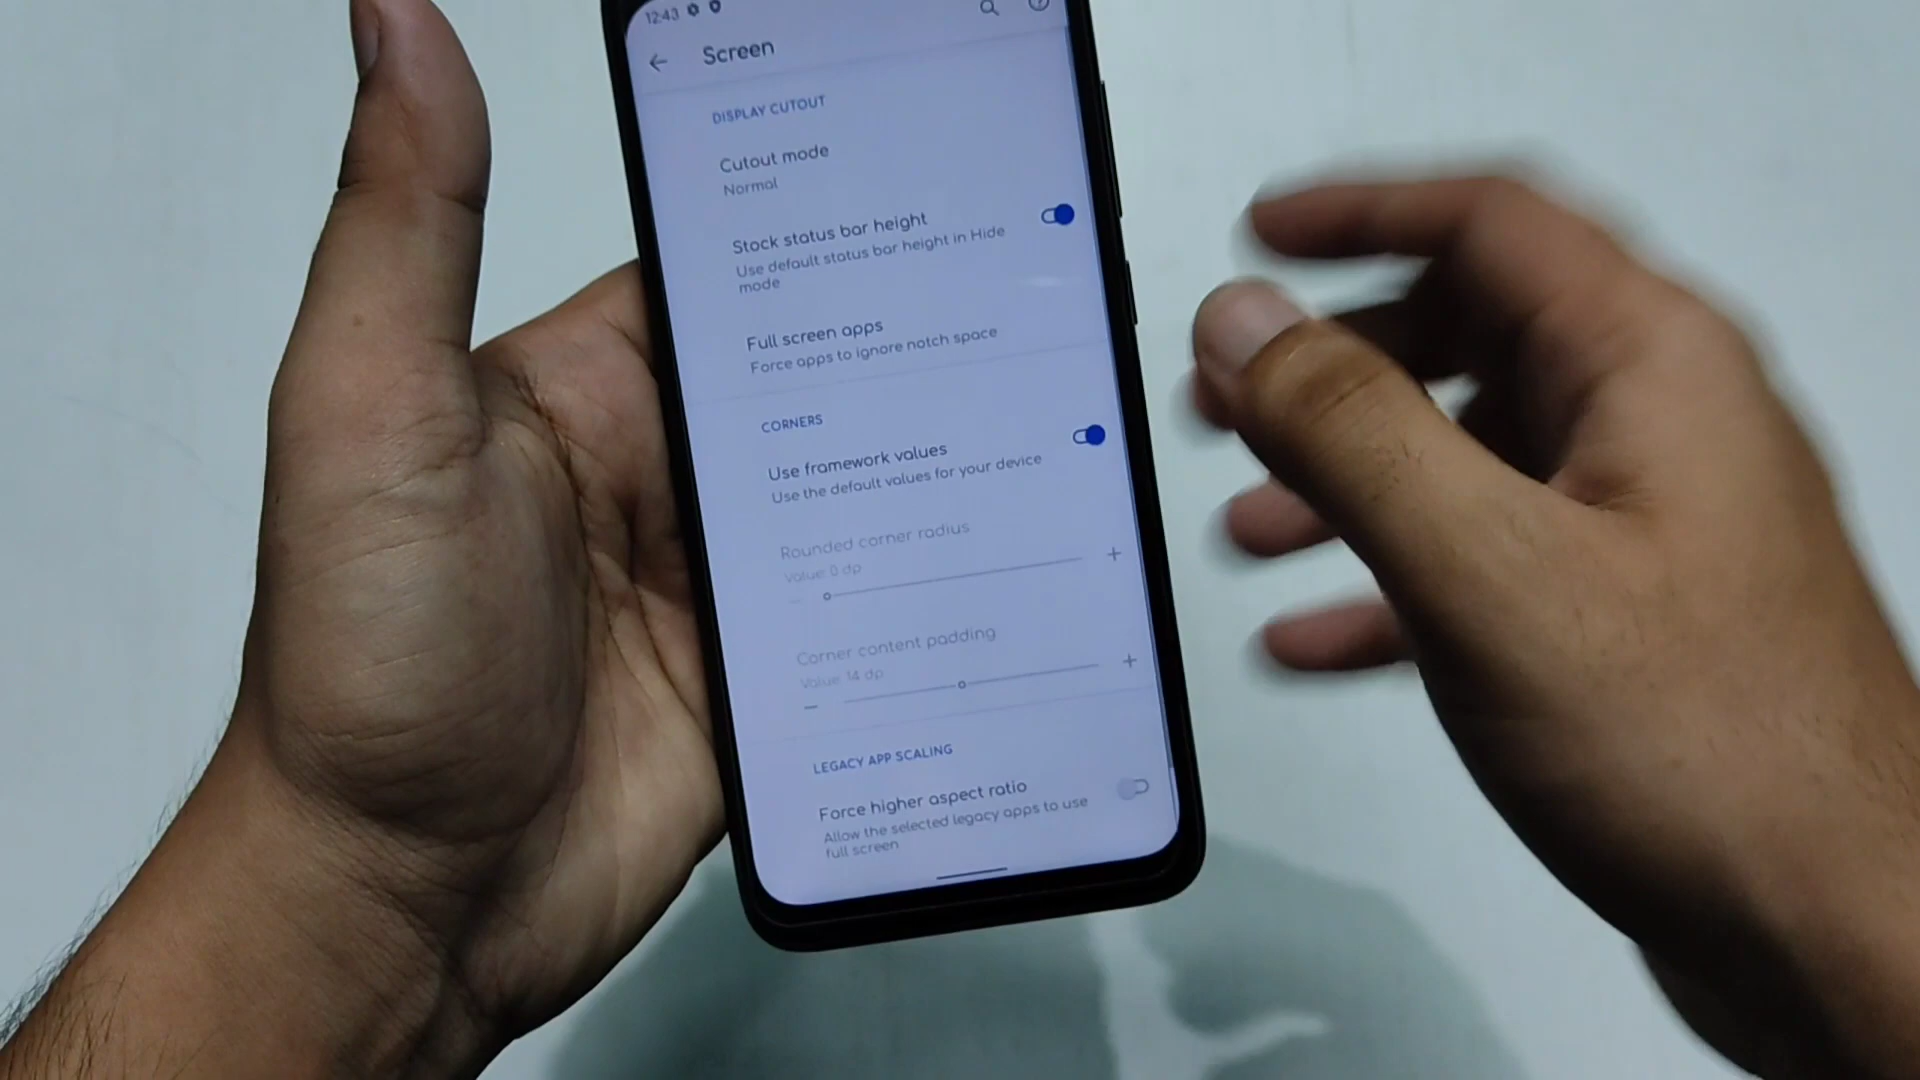 12:43
Screen
DISPLAY CUTOUT
Cutout mode
Normal
Stock status bar height
Use default status bar height in Hide
mode
Full screen apps
Force apps to ignore notch space
CORNERS
Use framework values
Use the default values for your device
Rounded corner radius
Value: 0 dp
Corner content padding
Value: 14 dp
LEGACY APP SCALING
Force higher aspect ratio
Allow the selected legacy apps to use
full screen